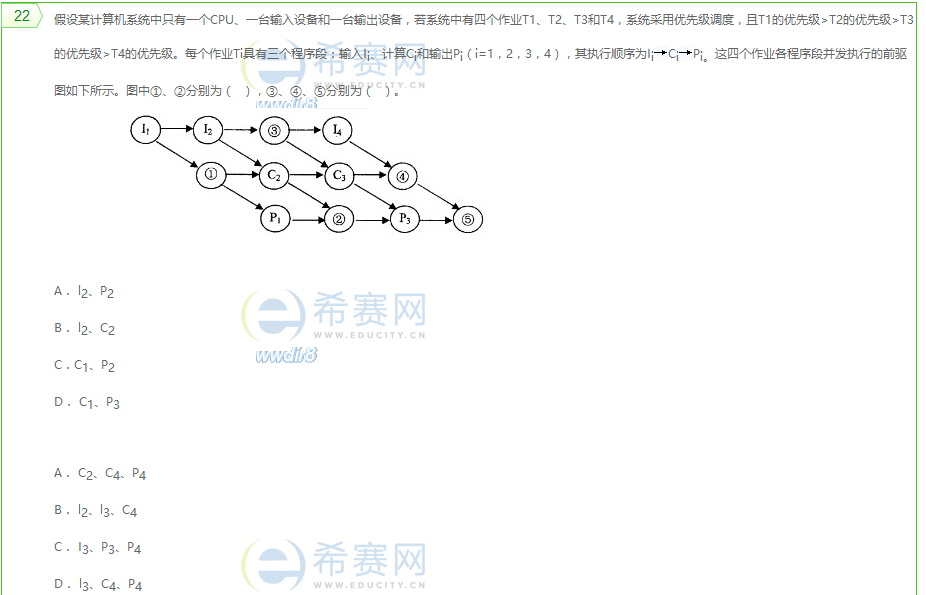 22
假设某计算机系统中只有一个CPU、一台输入设备和一台输出设备，若系统中有四个作业T1、T2、T3和T4，系统采用优先级调度，且T1的优先级>T2的优先级>T3
的优先级>T4的优先级。每个作业Ti具有三个程序段：输入Ii、计算Ci和输出Pi（i=1，2，3，4），其执行顺序为Ii→Ci→Pi。这四个作业各程序段并发执行的前驱
图如下所示。图中①、②分别为（ ），③、④、⑤分别为（ ）。
希赛网
WWW.EDUCITY.CN
wwdir8
I1 I2 ③ I4
① C2 C3 ④
P1 ② P3 ⑤
A．I2、P2
希赛网
B．I2、C2
WWW.EDUCITY.CN
wwdir8
C．C1、P2
D．C1、P3
A．C2、C4、P4
B．I2、I3、C4
C．I3、P3、P4
希赛网
D．I3、C4、P4
WWW.EDUCITY.CN